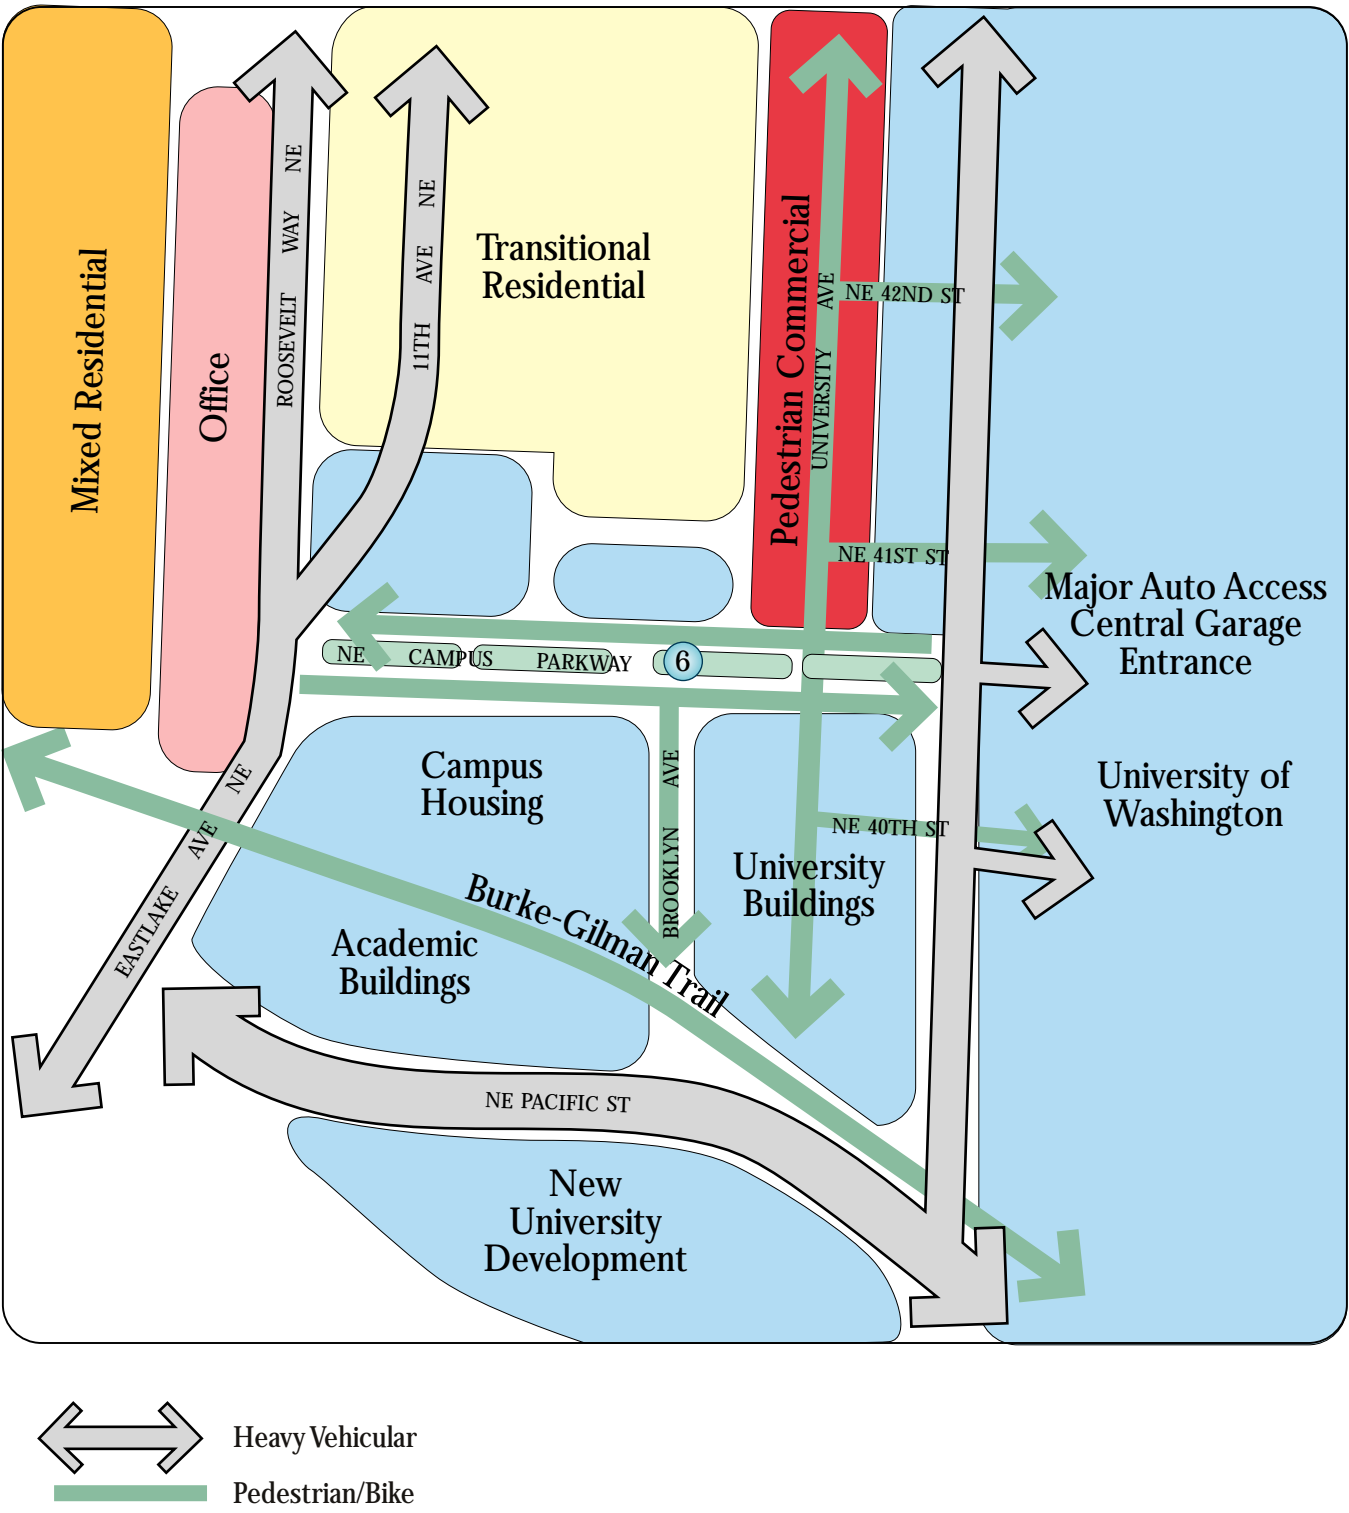 Mixed Residential
Office
ROOSEVELT WAY NE
11TH AVE NE
Transitional
Residential
Pedestrian Commercial
UNIVERSITY AVE
NE 42ND ST
NE 41ST ST
Major Auto Access
Central Garage
Entrance
NE CAMPUS PARKWAY
6
Campus
Housing
BROOKLYN AVE
University of
Washington
NE 40TH ST
University
Buildings
EASTLAKE AVE NE
Burke-Gilman Trail
Academic
Buildings
NE PACIFIC ST
New
University
Development
Heavy Vehicular
Pedestrian/Bike